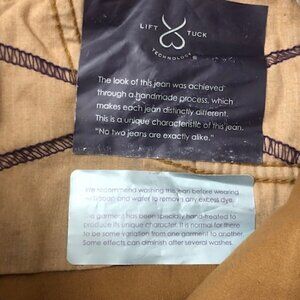 LIFT TUCK
TECHNOLOGY
The look of this jean was achieved
through a handmade process, which
makes each jean distinctly different.
This is a unique characteristic of this jean.
"No two jeans are exactly alike."
We recommend washing this jean before wearing
and water to remove any excess dye.
The garment has been specially hand-treated to
produce its unique character. It is normal for there
to be some variation from one garment to another.
Some effects can diminish after several washes.